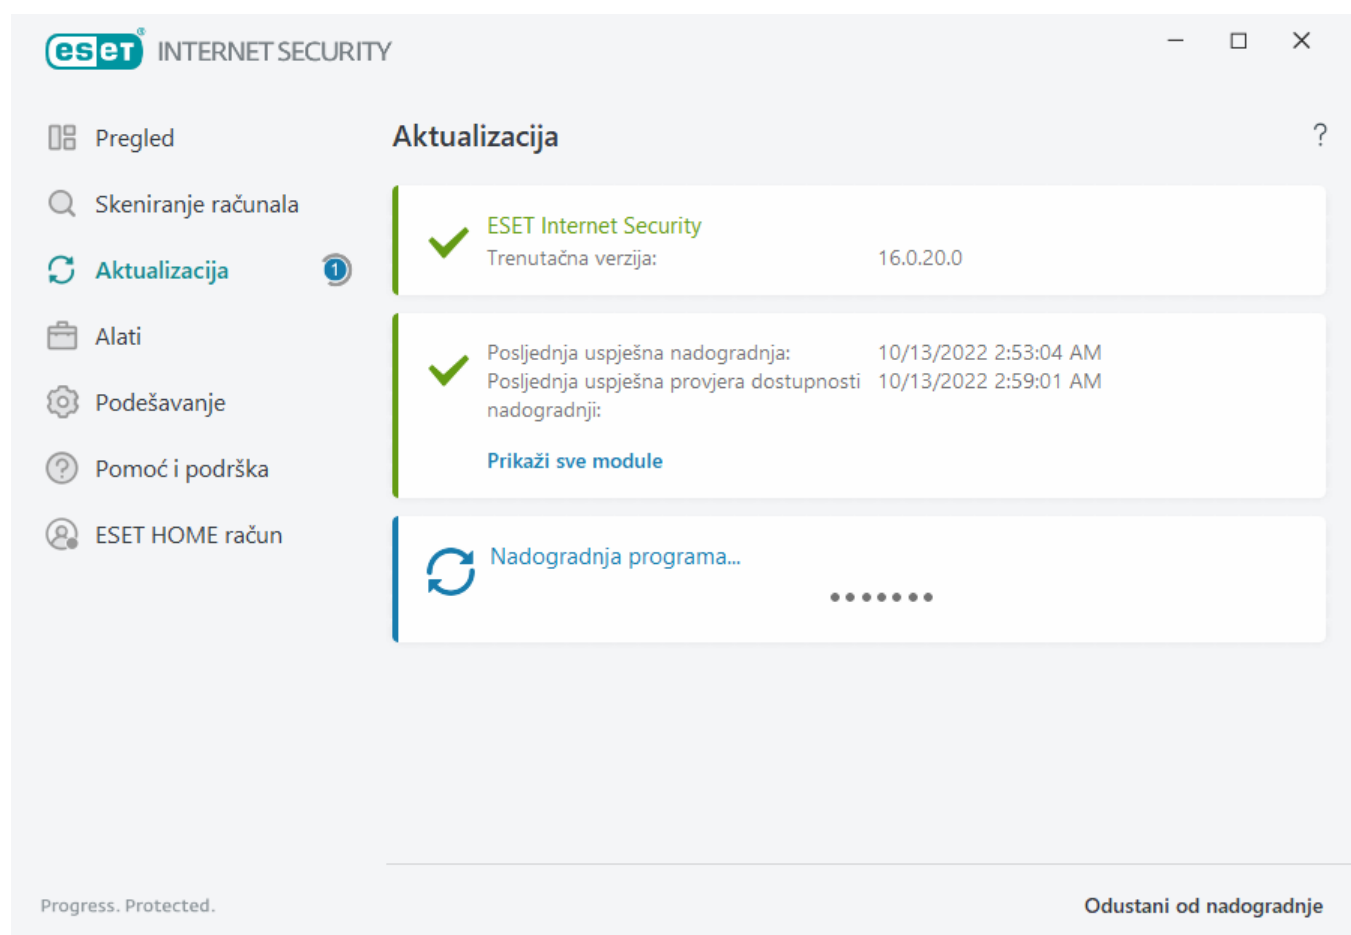 eset® INTERNET SECURITY
Pregled
Skeniranje računala
Aktualizacija 1
Alati
Podešavanje
Pomoć i podrška
ESET HOME račun
Aktualizacija ?
ESET Internet Security
Trenutačna verzija: 16.0.20.0
Posljednja uspješna nadogradnja: 10/13/2022 2:53:04 AM
Posljednja uspješna provjera dostupnosti 10/13/2022 2:59:01 AM
nadogradnji:
Prikaži sve module
Nadogradnja programa...
Progress. Protected.
Odustani od nadogradnje